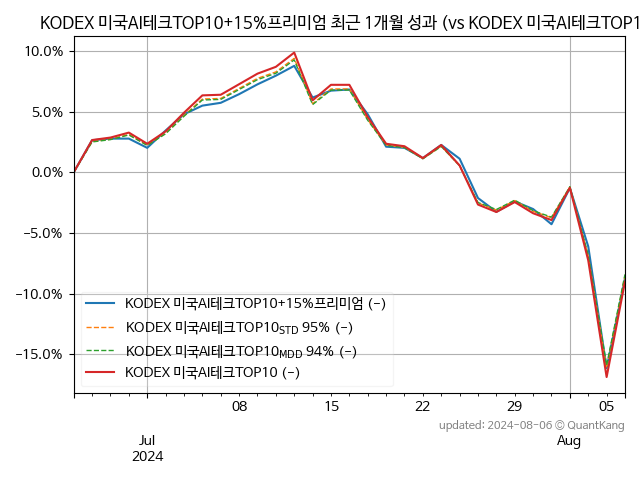 KODEX 미국AI테크TOP10+15%프리미엄 최근 1개월 성과 (vs KODEX 미국AI테크TOP1
10.0%
5.0%
0.0%
−5.0%
−10.0%
−15.0%
KODEX 미국AI테크TOP10+15%프리미엄 (−)
KODEX 미국AI테크TOP10STD 95% (−)
KODEX 미국AI테크TOP10MDD 94% (−)
KODEX 미국AI테크TOP10 (−)
08 15 22 29 05
updated: 2024-08-06 © QuantKang
Jul Aug
2024